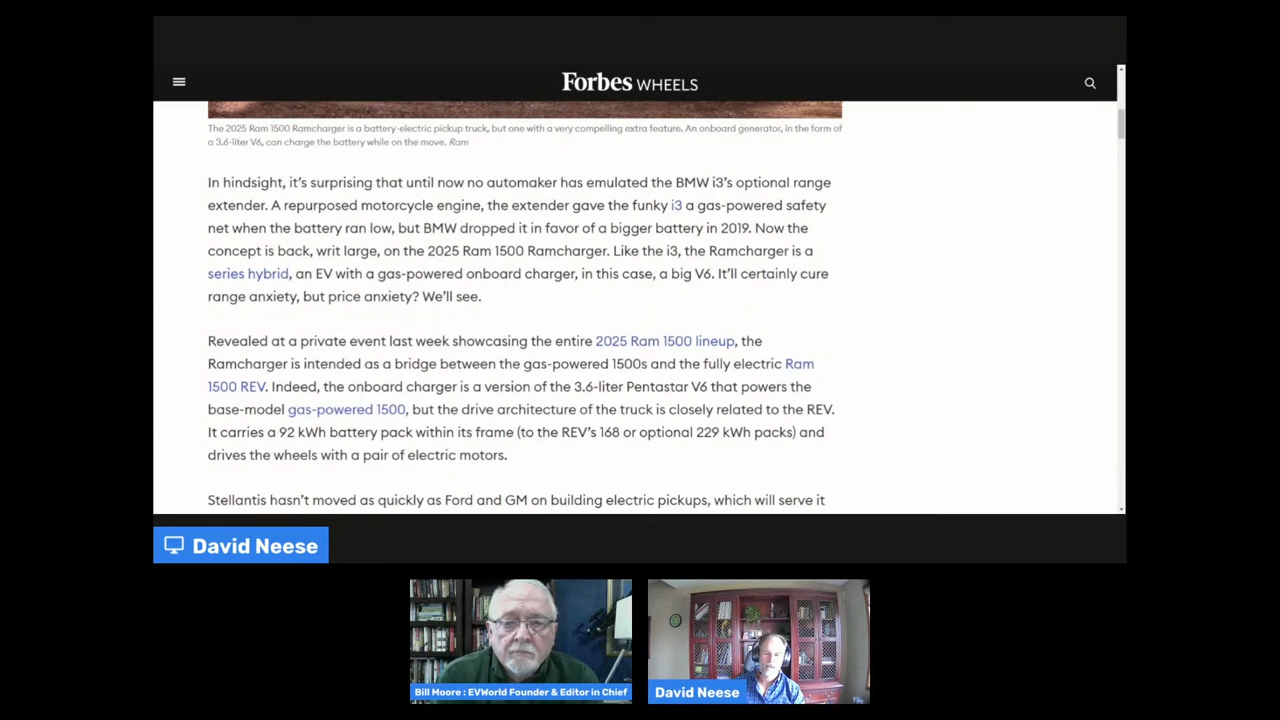 Forbes WHEELS
The 2025 Ram 1500 Ramcharger is a battery-electric pickup truck, but one with a very compelling extra feature. An onboard generator, in the form of
a 3.6-liter V6, can charge the battery while on the move. Ram
In hindsight, it's surprising that until now no automaker has emulated the BMW i3's optional range
extender. A repurposed motorcycle engine, the extender gave the funky i3 a gas-powered safety
net when the battery ran low, but BMW dropped it in favor of a bigger battery in 2019. Now the
concept is back, writ large, on the 2025 Ram 1500 Ramcharger. Like the i3, the Ramcharger is a
series hybrid, an EV with a gas-powered onboard charger, in this case, a big V6. It'll certainly cure
range anxiety, but price anxiety? We'll see.
Revealed at a private event last week showcasing the entire 2025 Ram 1500 lineup, the
Ramcharger is intended as a bridge between the gas-powered 1500s and the fully electric Ram
1500 REV. Indeed, the onboard charger is a version of the 3.6-liter Pentastar V6 that powers the
base-model gas-powered 1500, but the drive architecture of the truck is closely related to the REV.
It carries a 92 kWh battery pack within its frame (to the REV's 168 or optional 229 kWh packs) and
drives the wheels with a pair of electric motors.
Stellantis hasn't moved as quickly as Ford and GM on building electric pickups, which will serve it
David Neese
Bill Moore : EVWorld Founder & Editor in Chief
David Neese